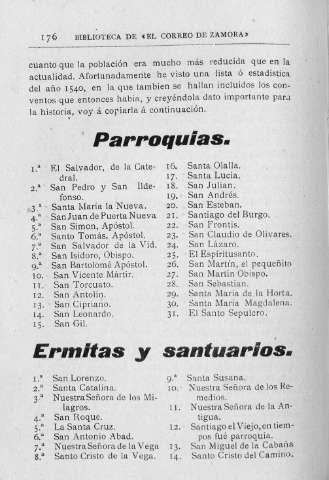 176 BIBLIOTECA DE «EL CORREO DE ZAMORA»
cuanto que la población era mucho más reducida que en la
actualidad. Afortunadamente he visto una lista ó estadística
del año 1540, en la que tambien se hallan incluidos los con-
ventos que entonces habia, y creyéndola dato importante para
la historia, voy á copiarla á continuación.
Parroquias.
1.ª El Salvador, de la Cate-
dral.
2.ª San Pedro y San Ilde-
fonso.
3.ª Santa María la Nueva.
4.ª San Juan de Puerta Nueva
5.ª San Simon, Apóstol.
6.ª Santo Tomás, Apóstol.
7.ª San Salvador de la Vid.
8.ª San Isidoro, Obispo.
9.ª San Bartolomé Apóstol.
10. San Vicente Mártir.
11. San Torcuato.
12. San Antolin.
13. San Cipriano.
14. San Leonardo.
15. San Gil.
16. Santa Olalla.
17. Santa Lucia.
18. San Julian.
19. San Andrés.
20. San Esteban.
21. Santiago del Burgo.
22. San Frontis.
23. San Claudio de Olivares.
24. San Lázaro.
25. El Espíritusanto.
26. San Martín, el pequeñito
27. San Martin Obispo.
28. San Sebastian.
29. Santa Maria de la Horta.
30. Santa Maria Magdalena.
31. El Santo Sepulcro.
Ermitas y santuarios.
1.ª San Lorenzo.
2.ª Santa Catalina.
3.ª Nuestra Señora de los Mi-
lagros.
4.ª San Roque.
5.ª La Santa Cruz.
6.ª San Antonio Abad.
7.ª Nuestra Señora de la Vega
8.ª Santo Cristo de la Vega.
9.ª Santa Susana.
10. Nuestra Señora de los Re-
medios.
11. Nuestra Señora de la An-
tigua.
12. Santiago el Viejo, en tiem-
pos fué parroquia.
13. San Miguel de la Cabaña
14. Santo Cristo del Camino.